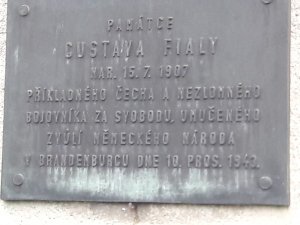 PAMÁTCE
GUSTAVA FIALY
NAR. 15. 7. 1907
PŘÍKLADNÉHO ČECHA A NEZLOMNÉHO
BOJOVNÍKA ZA SVOBODU, UMUČENÉHO
ZVŮLÍ NĚMECKÉHO NÁRODA
V BRANDENBURGU DNE 10. PROS. 1942.